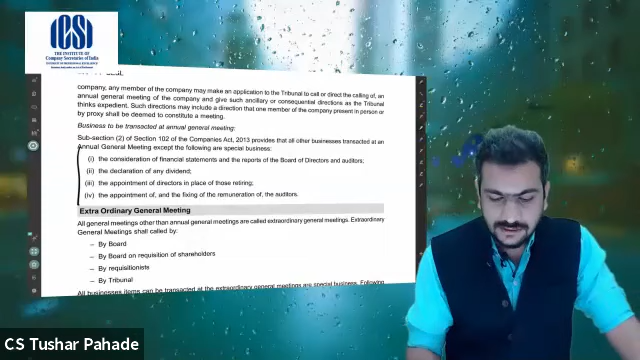 ICSI
THE INSTITUTE OF
Company Secretaries of India
company, any member of the company may make an application to the Tribunal to call or direct the calling of, an
annual general meeting of the company and give such ancillary or consequential directions as the Tribunal
thinks expedient. Such directions may include a direction that one member of the company present in person or
by proxy shall be deemed to constitute a meeting.
Business to be transacted at annual general meeting:
Sub-section (2) of Section 102 of the Companies Act, 2013 provides that all other businesses transacted at an
Annual General Meeting except the following are special business:
(i) the consideration of financial statements and the reports of the Board of Directors and auditors;
(ii) the declaration of any dividend;
(iii) the appointment of directors in place of those retiring;
(iv) the appointment of, and the fixing of the remuneration of, the auditors.
Extra Ordinary General Meeting
All general meetings other than annual general meetings are called extraordinary general meetings. Extraordinary
General Meetings shall called by:
– By Board
– By Board on requisition of shareholders
– By requisitionists
– By Tribunal
All businesses items can be transacted at the extraordinary general meetings are special business. Following
CS Tushar Pahade